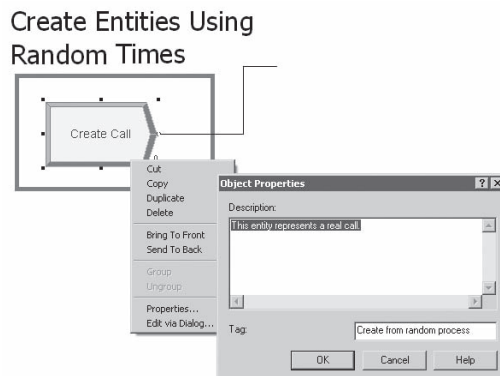 Create Entities Using
Random Times
Create Call
0
Cut
Copy
Duplicate
Delete
Bring To Front
Send To Back
Group
Ungroup
Properties...
Edit via Dialog...
Object Properties
? X
Description:
This entity represents a real call.
Tag:
Create from random process
OK
Cancel
Help